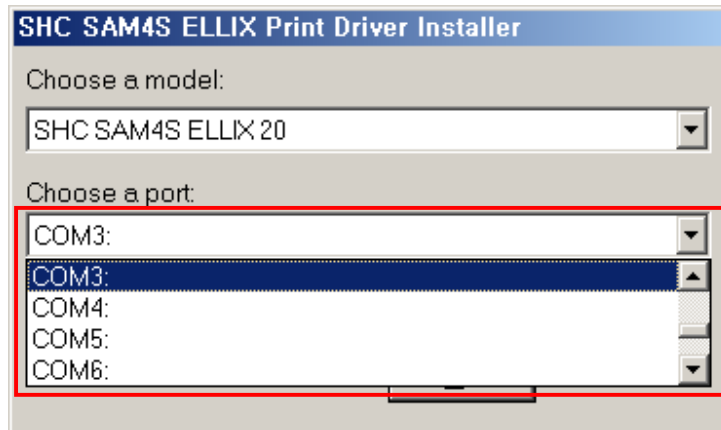 SHC SAM4S ELLIX Print Driver Installer
Choose a model:
SHC SAM4S ELLIX 20
Choose a port:
COM3:
COM3:
COM4:
COM5:
COM6: